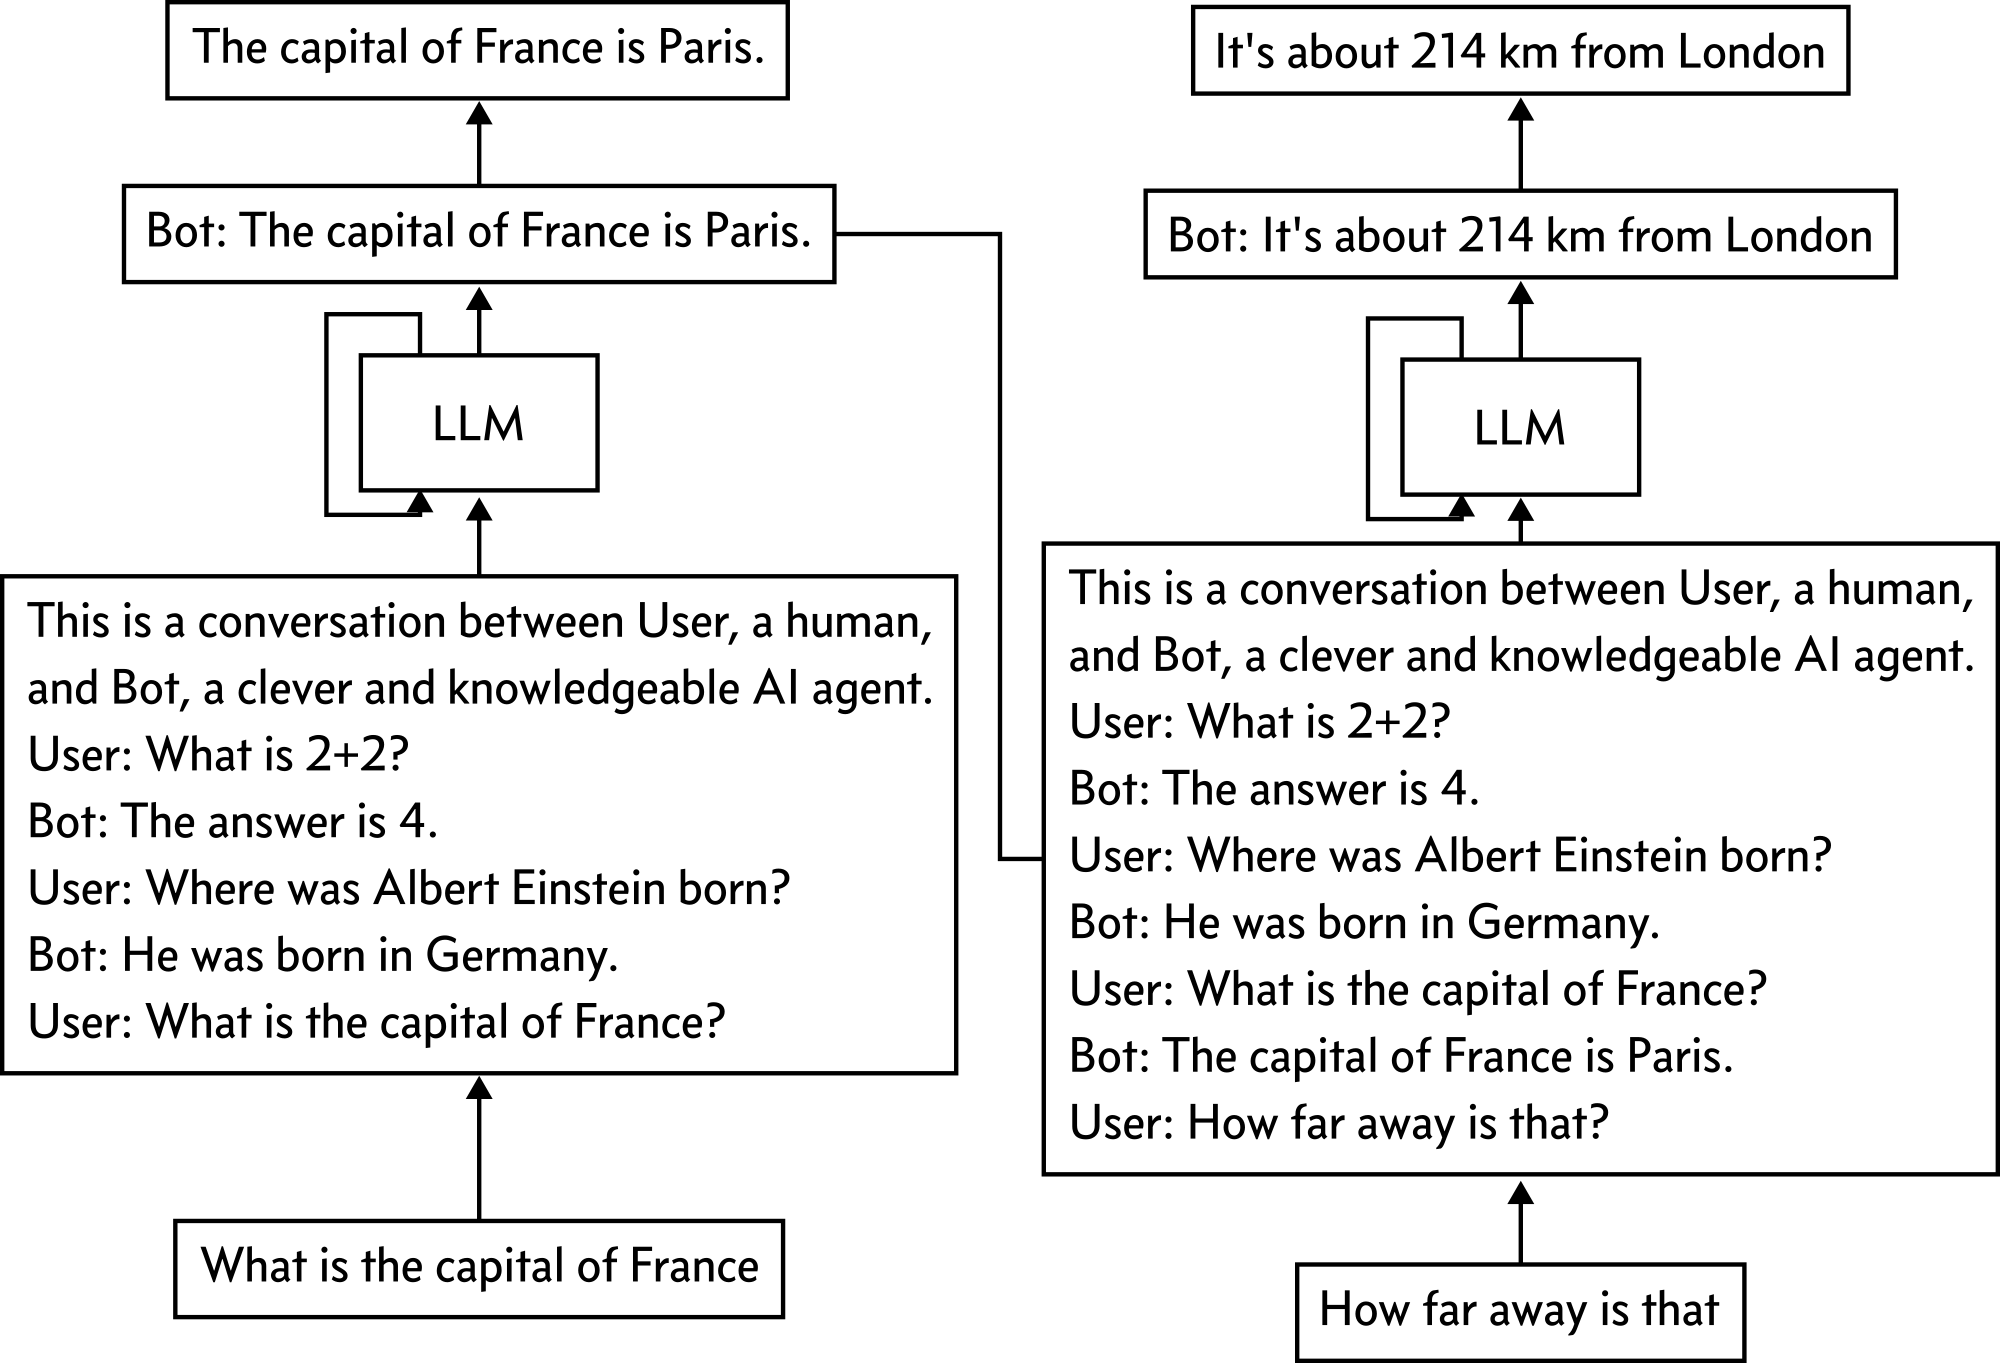 The capital of France is Paris.
Bot: The capital of France is Paris.
LLM
This is a conversation between User, a human,
and Bot, a clever and knowledgeable AI agent.
User: What is 2+2?
Bot: The answer is 4.
User: Where was Albert Einstein born?
Bot: He was born in Germany.
User: What is the capital of France?
What is the capital of France
It's about 214 km from London
Bot: It's about 214 km from London
LLM
This is a conversation between User, a human,
and Bot, a clever and knowledgeable AI agent.
User: What is 2+2?
Bot: The answer is 4.
User: Where was Albert Einstein born?
Bot: He was born in Germany.
User: What is the capital of France?
Bot: The capital of France is Paris.
User: How far away is that?
How far away is that